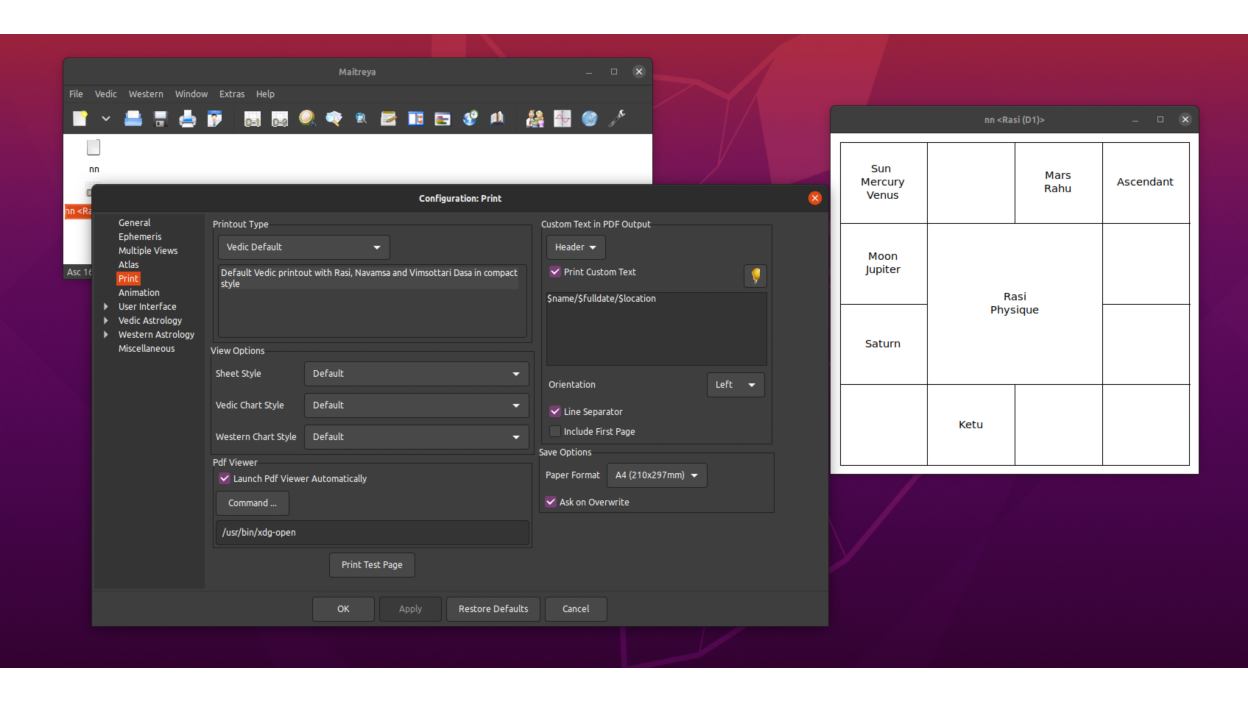 Maitreya
File Vedic Western Window Extras Help
nn
nn <Ra
Asc 16
nn <Rasi (D1)>
Sun
Mercury
Venus
Mars
Rahu
Ascendant
Moon
Jupiter
Rasi
Physique
Saturn
Ketu
Configuration: Print
General
Ephemeris
Multiple Views
Atlas
Print
Animation
User Interface
Vedic Astrology
Western Astrology
Miscellaneous
Printout Type
Vedic Default
Default Vedic printout with Rasi, Navamsa and Vimsottari Dasa in compact
style
View Options
Sheet Style Default
Vedic Chart Style Default
Western Chart Style Default
Pdf Viewer
Launch Pdf Viewer Automatically
Command ...
/usr/bin/xdg-open
Print Test Page
Custom Text in PDF Output
Header
Print Custom Text
$name/$fulldate/$location
Orientation Left
Line Separator
Include First Page
Save Options
Paper Format A4 (210x297mm)
Ask on Overwrite
OK Apply Restore Defaults Cancel